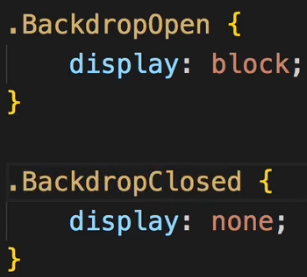 .BackdropOpen {
    display: block;
}

.BackdropClosed {
    display: none;
}